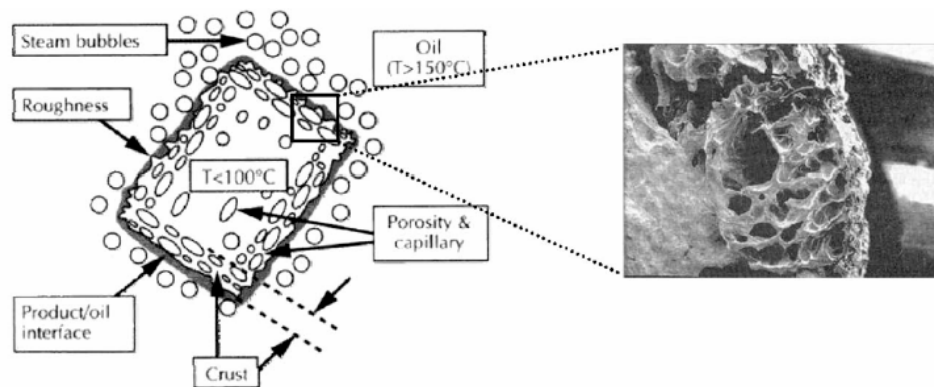 Steam bubbles
Oil
(T>150°C)
Roughness
T<100°C
Porosity &
capillary
Product/oil
interface
Crust